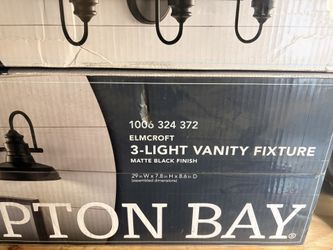 1006 324 372
ELMCROFT
3-LIGHT VANITY FIXTURE
MATTE BLACK FINISH
29 in W x 7.8 in H x 8.6 in D
(assembled dimensions)
PTON BAY®